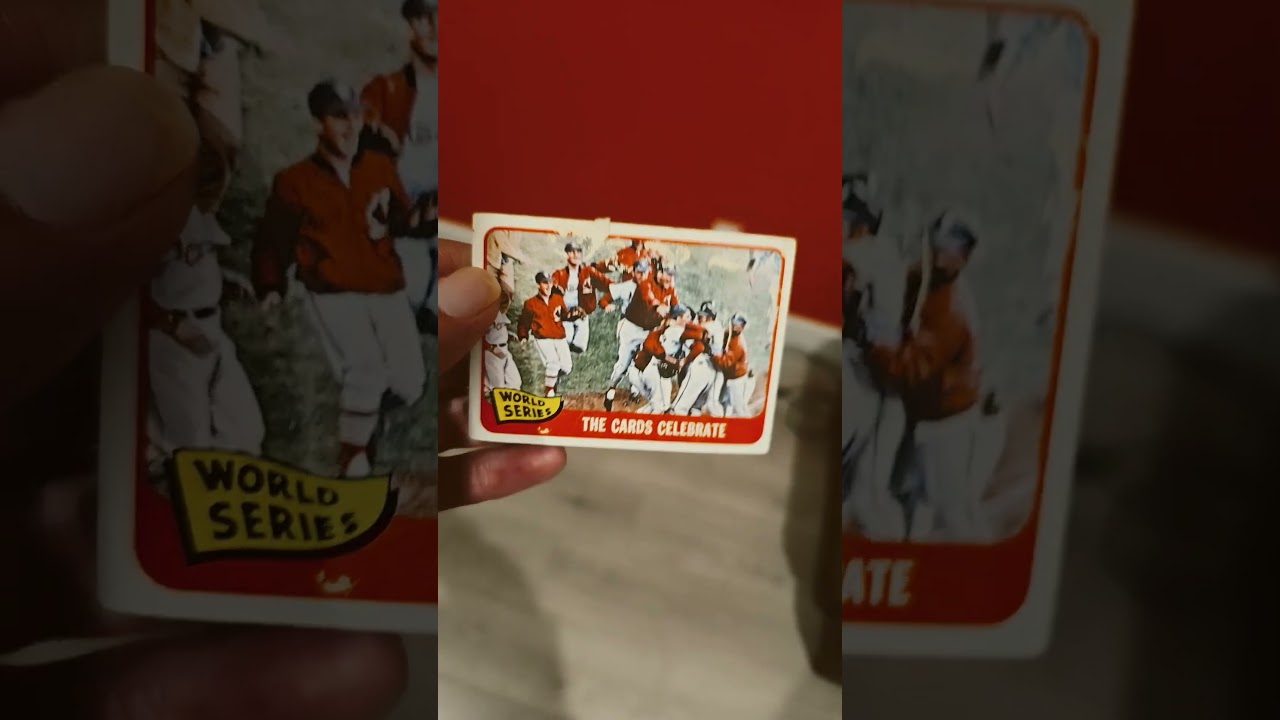 WORLD
SERIES
THE CARDS CELEBRATE
WORLD
SERIES
ATE